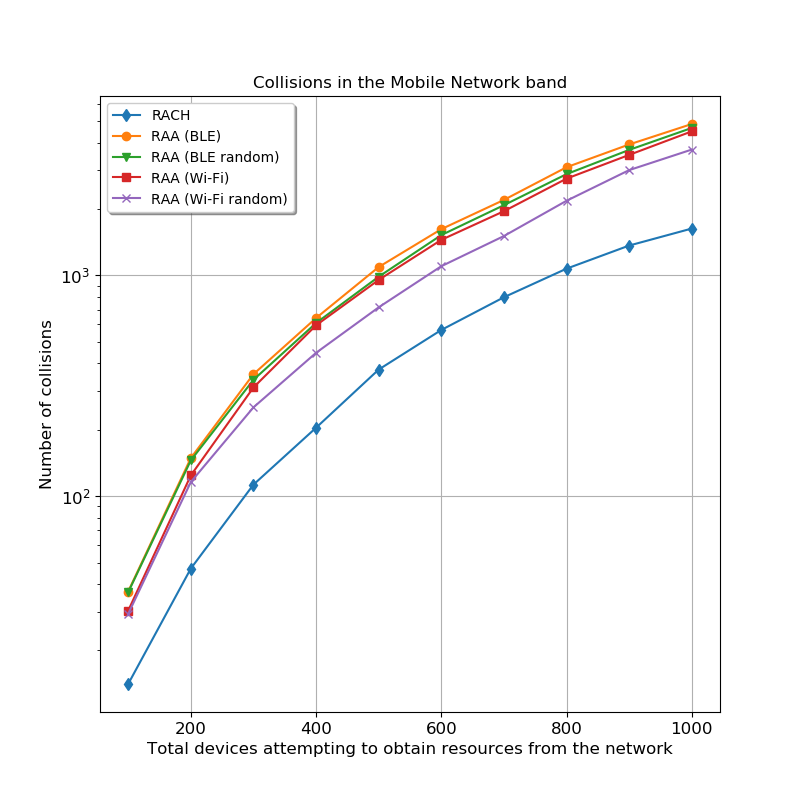 Collisions in the Mobile Network band
RACH
RAA (BLE)
RAA (BLE random)
RAA (Wi-Fi)
RAA (Wi-Fi random)
10³
10²
Number of collisions
200 400 600 800 1000
Total devices attempting to obtain resources from the network